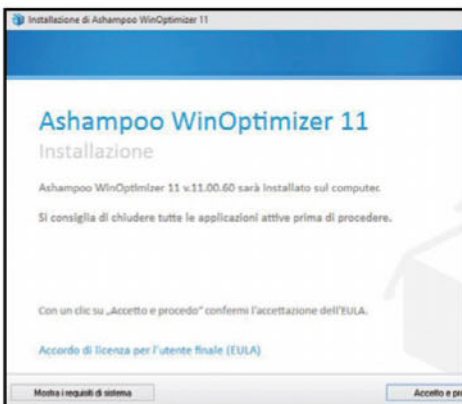 Installazione di Ashampoo WinOptimizer 11
Ashampoo WinOptimizer 11
Installazione
Ashampoo WinOptimizer 11 v.11.00.60 sarà installato sul computer.
Si consiglia di chiudere tutte le applicazioni attive prima di procedere.
Con un clic su „Accetto e procedo“ confermi l'accettazione dell'EULA.
Accordo di licenza per l'utente finale (EULA)
Mostra i requisiti di sistema
Accetto e pro